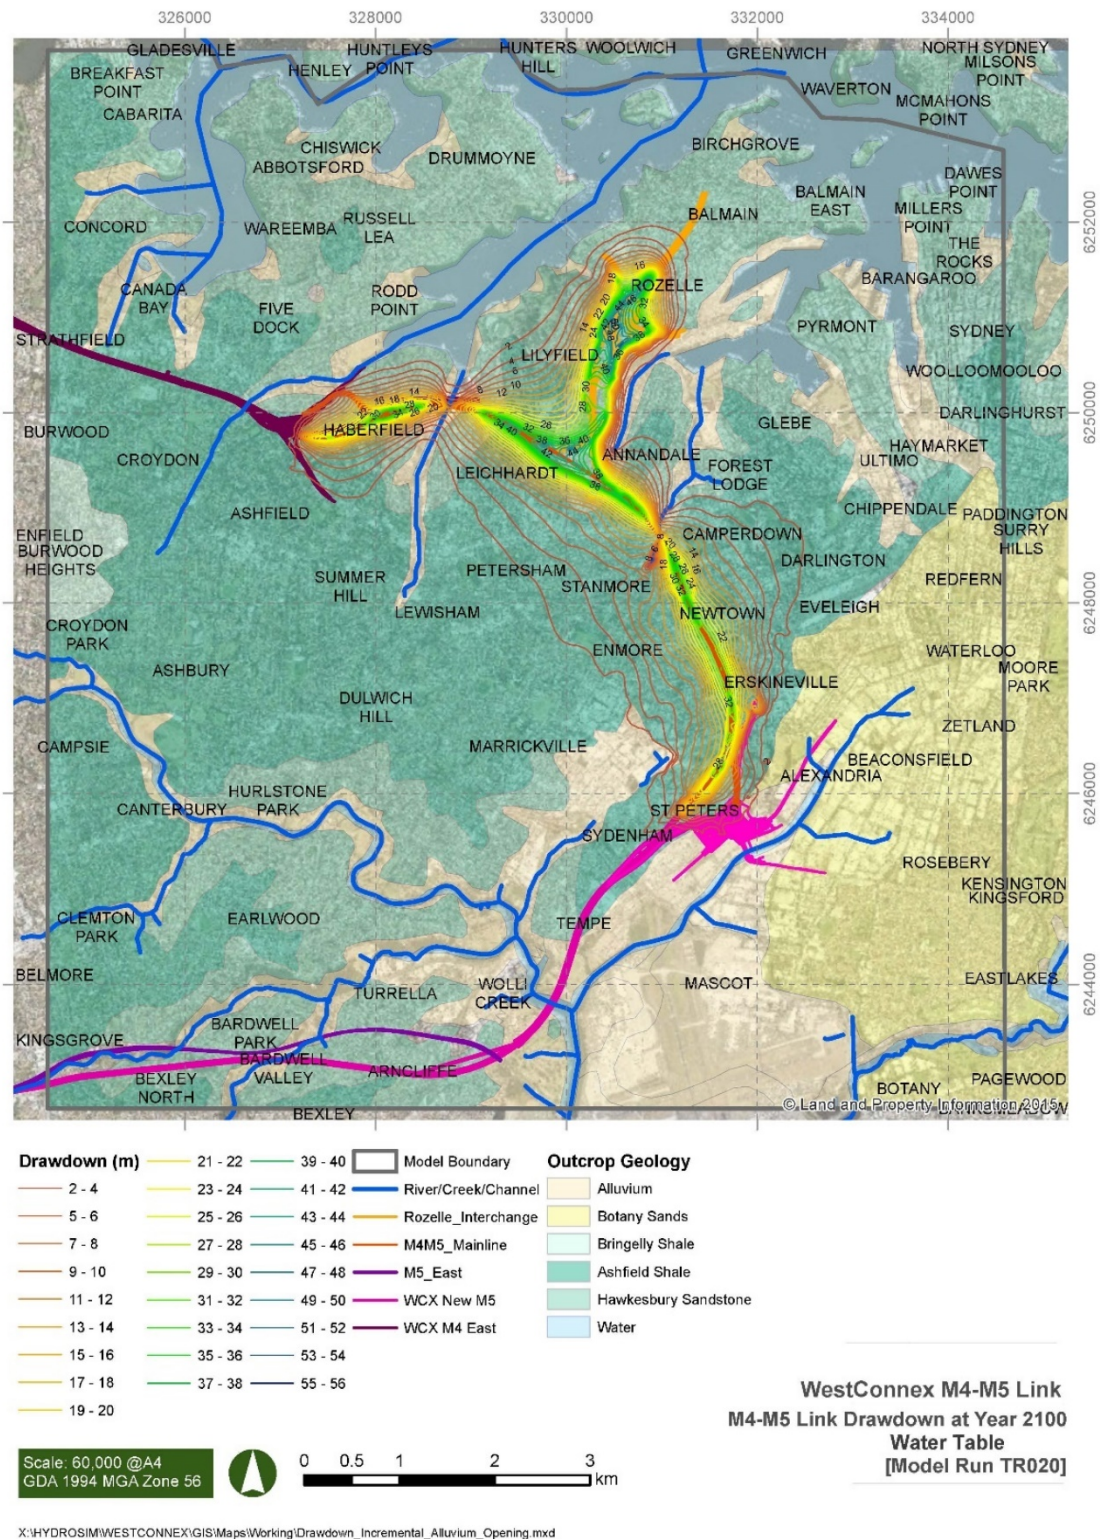 326000 328000 330000 332000 334000
GLADESVILLE HUNTLEYS POINT HUNTERS HILL WOOLWICH GREENWICH NORTH SYDNEY
MILSONS POINT
BREAKFAST POINT
HENLEY
WAVERTON
CABARITA
MCMAHONS POINT
CHISWICK
ABBOTSFORD
DRUMMOYNE
BIRCHGROVE
DAWES POINT
BALMAIN EAST
CONCORD
WAREEMBA
RUSSELL LEA
BALMAIN
MILLERS POINT
6252000
THE ROCKS
BARANGAROO
CANADA BAY
FIVE DOCK
RODD POINT
ROZELLE
PYRMONT
SYDNEY
STRATHFIELD
LILYFIELD
WOOLLOOMOOLOO
BURWOOD
HABERFIELD
GLEBE
DARLINGHURST
6250000
CROYDON
LEICHHARDT
ANNANDALE
HAYMARKET
ULTIMO
FOREST LODGE
ASHFIELD
CHIPPENDALE
PADDINGTON
ENFIELD
BURWOOD HEIGHTS
CAMPERDOWN
SURRY HILLS
SUMMER HILL
PETERSHAM
STANMORE
DARLINGTON
REDFERN
LEWISHAM
NEWTOWN
EVELEIGH
6248000
CROYDON PARK
ENMORE
WATERLOO
MOORE PARK
ASHBURY
DULWICH HILL
ERSKINEVILLE
ZETLAND
CAMPSIE
MARRICKVILLE
BEACONSFIELD
ALEXANDRIA
HURLSTONE PARK
CANTERBURY
ST PETERS
6246000
SYDENHAM
ROSEBERY
KENSINGTON
KINGSFORD
CLEMTON PARK
EARLWOOD
TEMPE
BELMORE
TURRELLA
WOLLI CREEK
MASCOT
EASTLAKES
6244000
KINGSGROVE
BARDWELL PARK
BARDWELL VALLEY
ARNCLIFFE
BEXLEY NORTH
BOTANY
PAGEWOOD
BEXLEY
© Land and Property Information 2015
BANKSMEADOW
Drawdown (m)
2 - 4
5 - 6
7 - 8
9 - 10
11 - 12
13 - 14
15 - 16
17 - 18
19 - 20
21 - 22
23 - 24
25 - 26
27 - 28
29 - 30
31 - 32
33 - 34
35 - 36
37 - 38
39 - 40
41 - 42
43 - 44
45 - 46
47 - 48
49 - 50
51 - 52
53 - 54
55 - 56
Model Boundary
River/Creek/Channel
Rozelle_Interchange
M4M5_Mainline
M5_East
WCX New M5
WCX M4 East
Outcrop Geology
Alluvium
Botany Sands
Bringelly Shale
Ashfield Shale
Hawkesbury Sandstone
Water
WestConnex M4-M5 Link
M4-M5 Link Drawdown at Year 2100
Water Table
[Model Run TR020]
Scale: 60,000 @A4
GDA 1994 MGA Zone 56
0 0.5 1 2 3
km
X:\HYDROSIM\WESTCONNEX\GIS\Maps\Working\Drawdown_Incremental_Alluvium_Opening.mxd